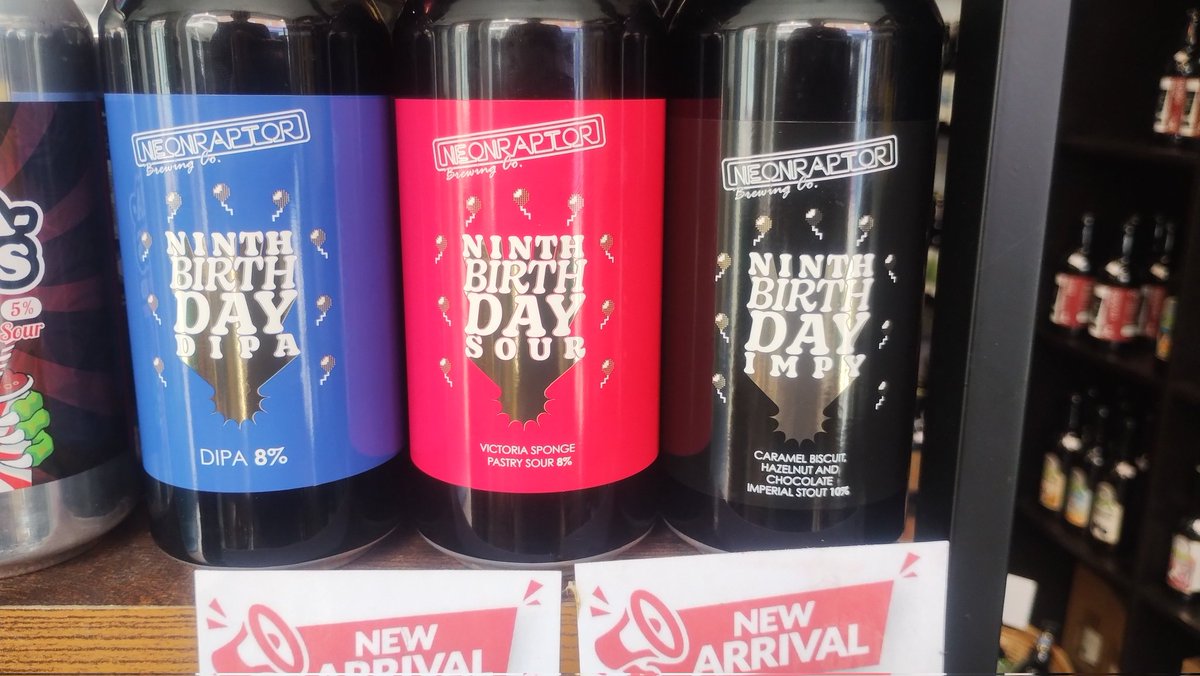 S
5%
Sour
NEONRAPTOR
Brewing Co.
NINTH
BIRTH
DAY
DIPA
DIPA 8%
NEONRAPTOR
Brewing Co.
NINTH
BIRTH
DAY
SOUR
VICTORIA SPONGE
PASTRY SOUR 8%
NEONRAPTOR
Brewing Co.
NINTH
BIRTH
DAY
IMPY
CARAMEL BISCUIT,
HAZELNUT AND
CHOCOLATE
IMPERIAL STOUT 10%
NEW
ARRIVAL
NEW
ARRIVAL